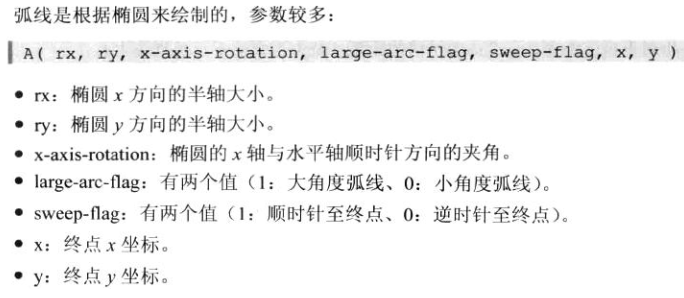 弧线是根据椭圆来绘制的，参数较多：
A( rx, ry, x-axis-rotation, large-arc-flag, sweep-flag, x, y )
● rx：椭圆 x 方向的半轴大小。
● ry：椭圆 y 方向的半轴大小。
● x-axis-rotation：椭圆的 x 轴与水平轴顺时针方向的夹角。
● large-arc-flag：有两个值（1：大角度弧线、0：小角度弧线）。
● sweep-flag：有两个值（1：顺时针至终点、0：逆时针至终点）。
● x：终点 x 坐标。
● y：终点 y 坐标。